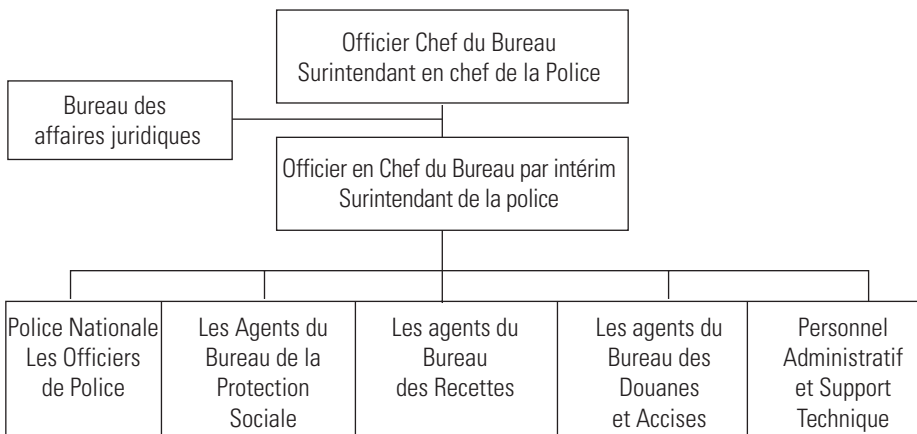 Officier Chef du Bureau
Surintendant en chef de la Police
Bureau des
affaires juridiques
Officier en Chef du Bureau par intérim
Surintendant de la police
Police Nationale
Les Officiers
de Police
Les Agents du
Bureau de la
Protection
Sociale
Les agents du
Bureau
des Recettes
Les agents du
Bureau des
Douanes
et Accises
Personnel
Administratif
et Support
Technique